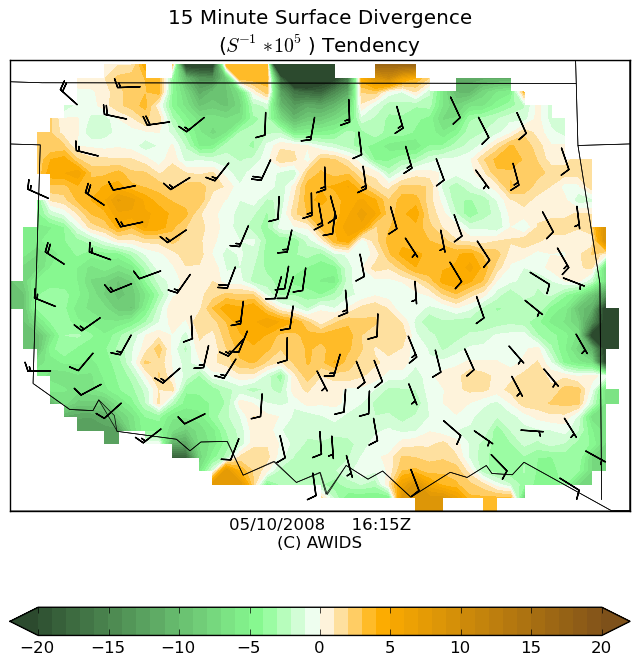 15 Minute Surface Divergence
(S⁻¹ * 10⁵ ) Tendency
05/10/2008 16:15Z
(C) AWIDS
−20 −15 −10 −5 0 5 10 15 20